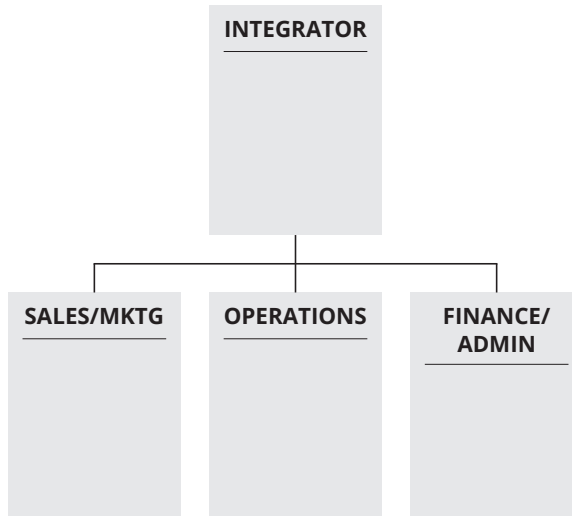 INTEGRATOR
SALES/MKTG
OPERATIONS
FINANCE/
ADMIN